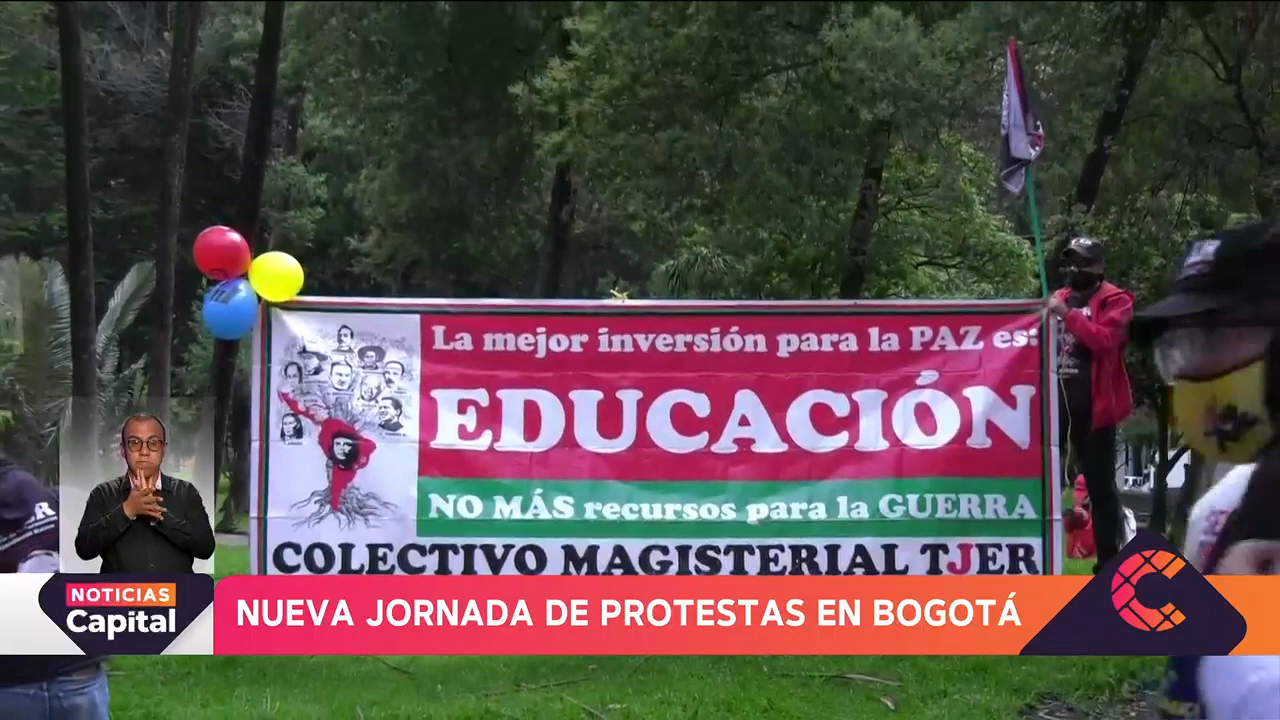 La mejor inversión para la PAZ es:
EDUCACIÓN
NO MÁS recursos para la GUERRA
COLECTIVO MAGISTERIAL TJER
NOTICIAS
Capital
NUEVA JORNADA DE PROTESTAS EN BOGOTÁ